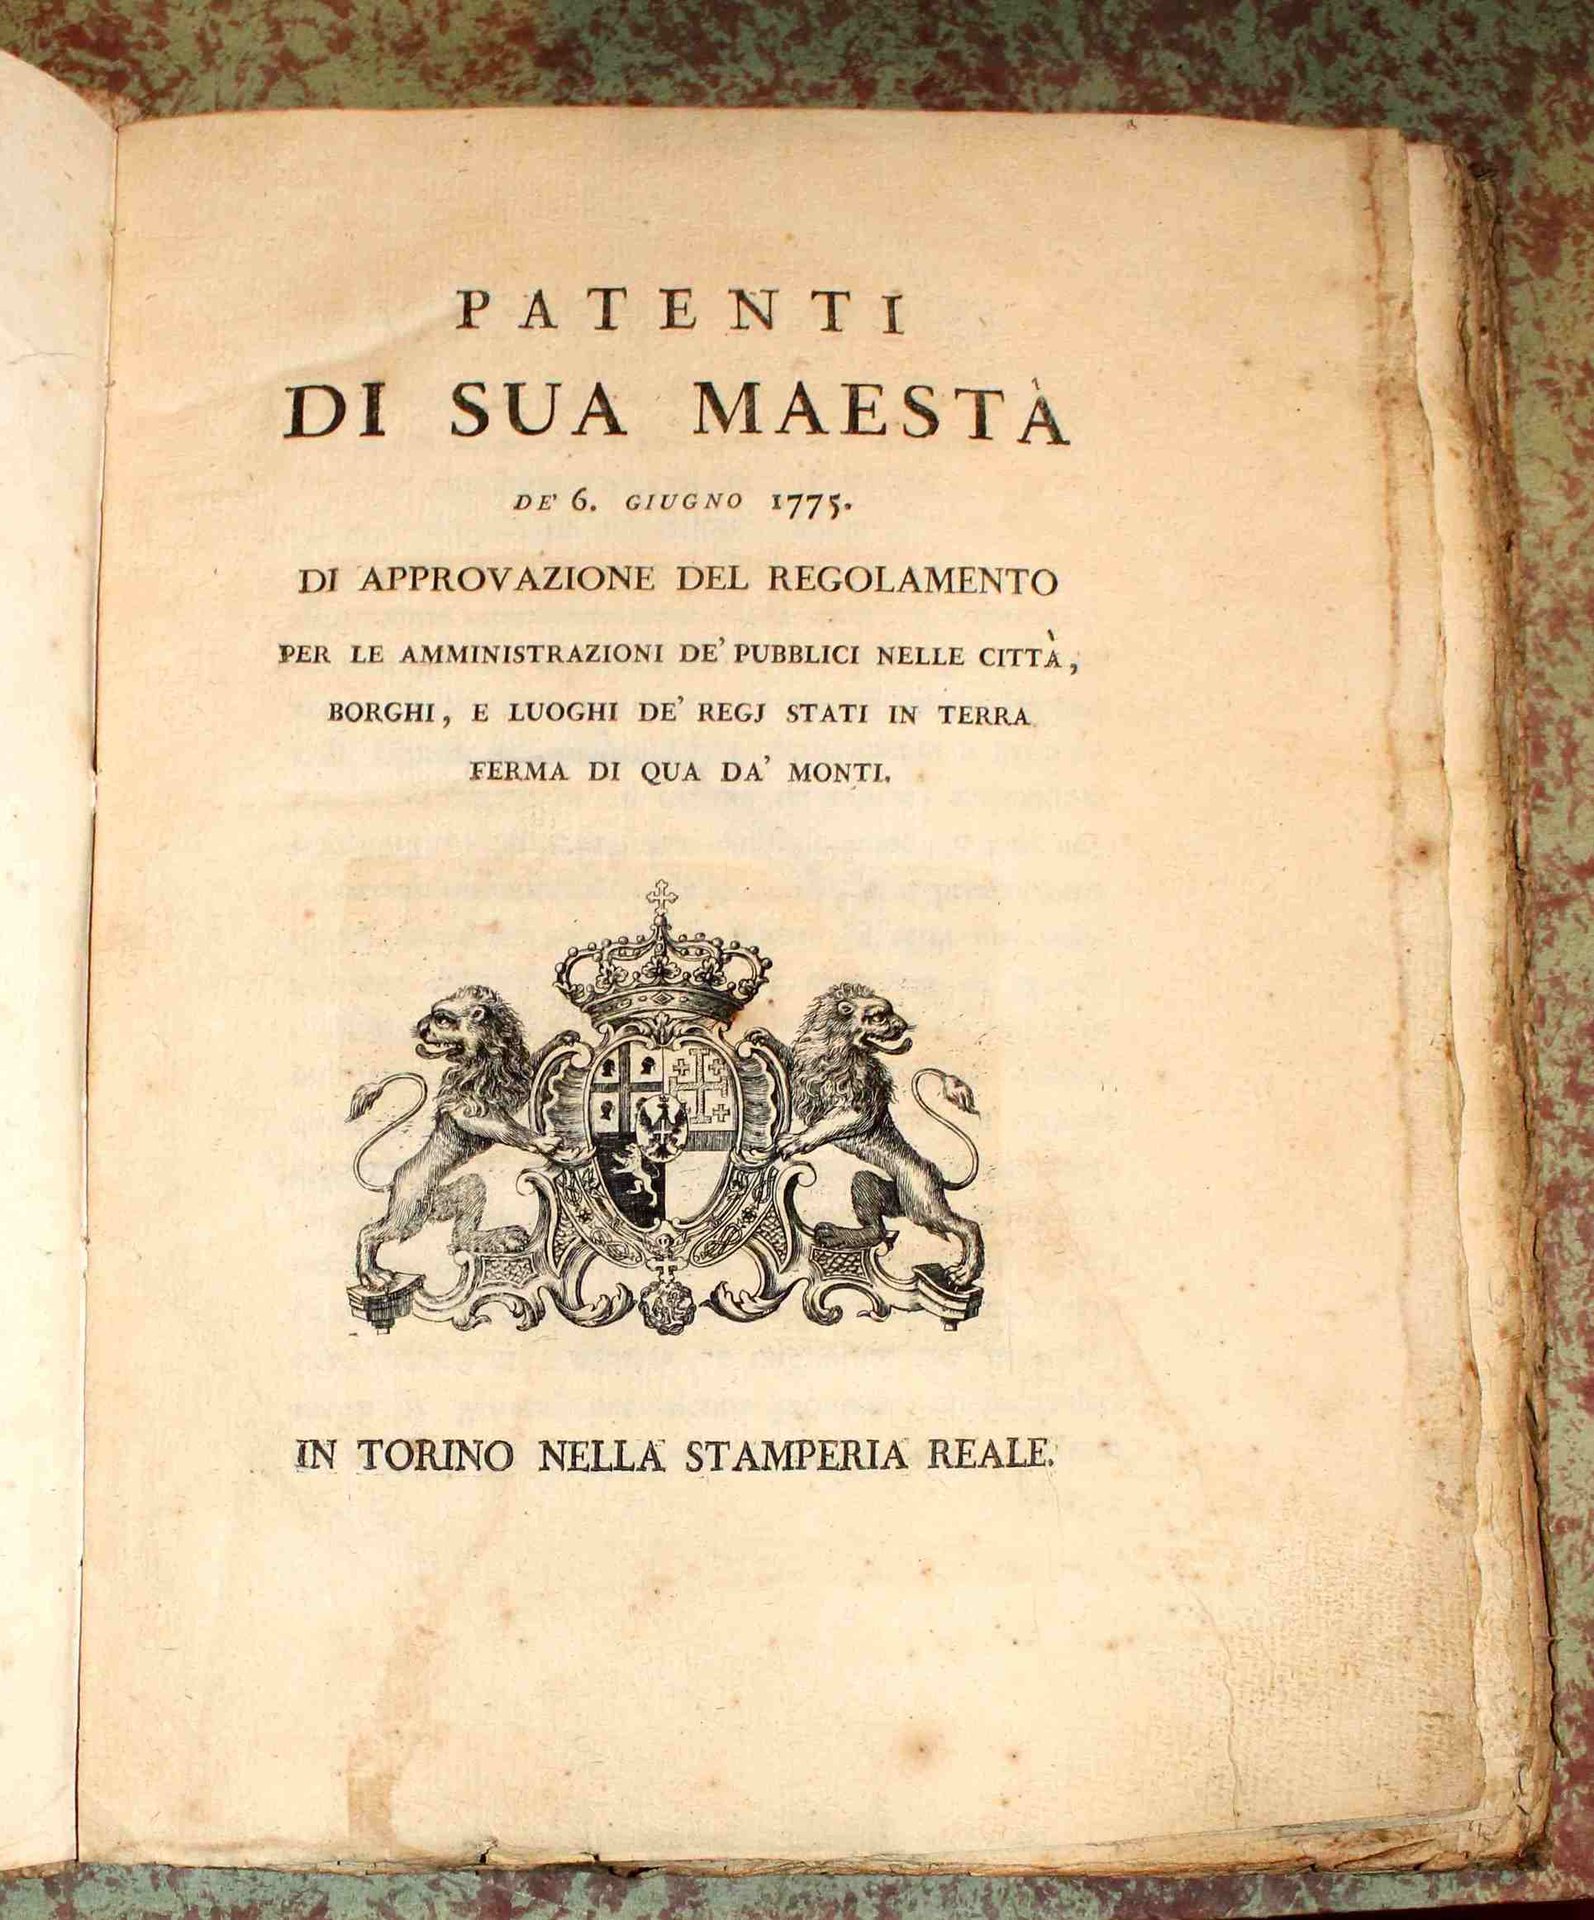 PATENTI
DI SUA MAESTÀ
DE' 6. GIUGNO 1775.
DI APPROVAZIONE DEL REGOLAMENTO
PER LE AMMINISTRAZIONI DE' PUBBLICI NELLE CITTÀ,
BORGHI, E LUOGHI DE' REGJ STATI IN TERRA
FERMA DI QUA DA' MONTI.
IN TORINO NELLA STAMPERIA REALE.